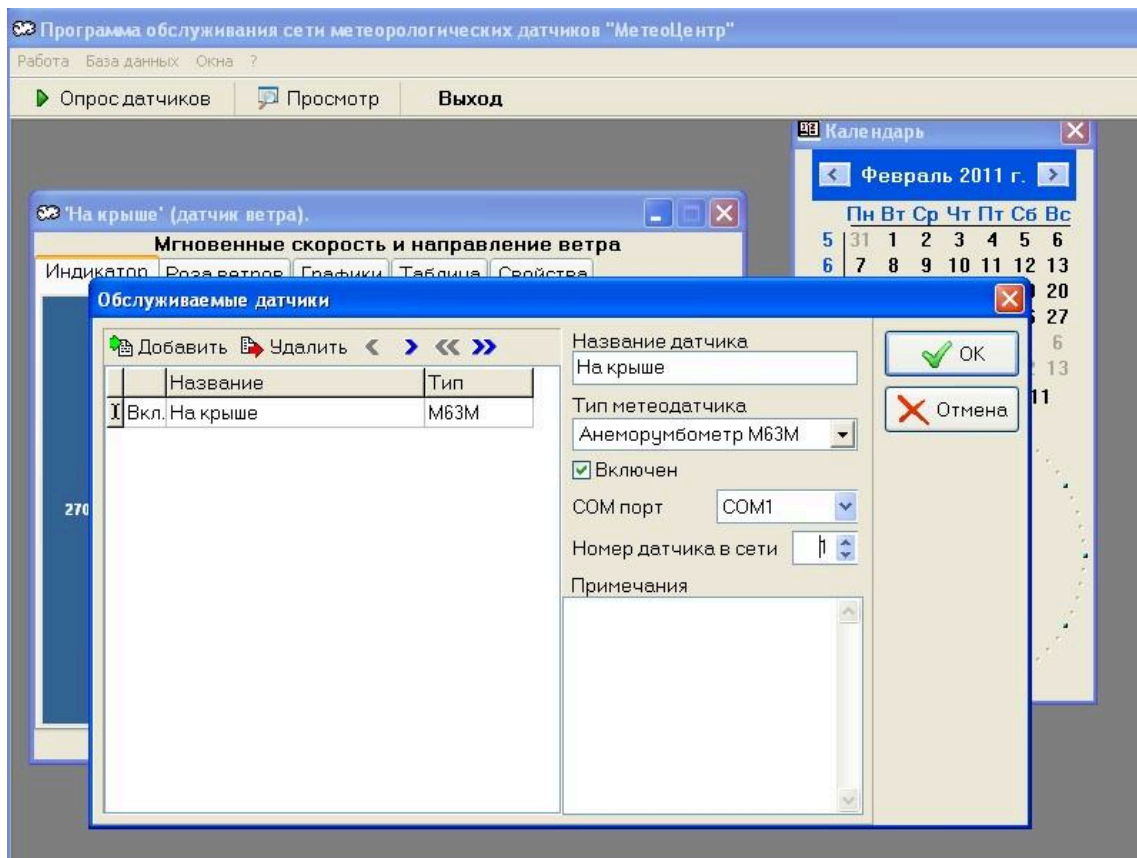 Программа обслуживания сети метеорологических датчиков "МетеоЦентр"
Работа База данных Окна ?
Опрос датчиков Просмотр Выход
Календарь
Февраль 2011 г.
Пн Вт Ср Чт Пт Сб Вс
5 31 1 2 3 4 5 6
6 7 8 9 10 11 12 13
20
27
6
13
11
'На крыше' (датчик ветра).
Мгновенные скорость и направление ветра
Индикатор Роза ветров Графики Таблица Свойства
270
Обслуживаемые датчики
Добавить Удалить
Название Тип
Вкл. На крыше М63М
Название датчика
На крыше
Тип метеодатчика
Анеморумбометр М63М
Включен
COM порт COM1
Номер датчика в сети 1
Примечания
OK
Отмена